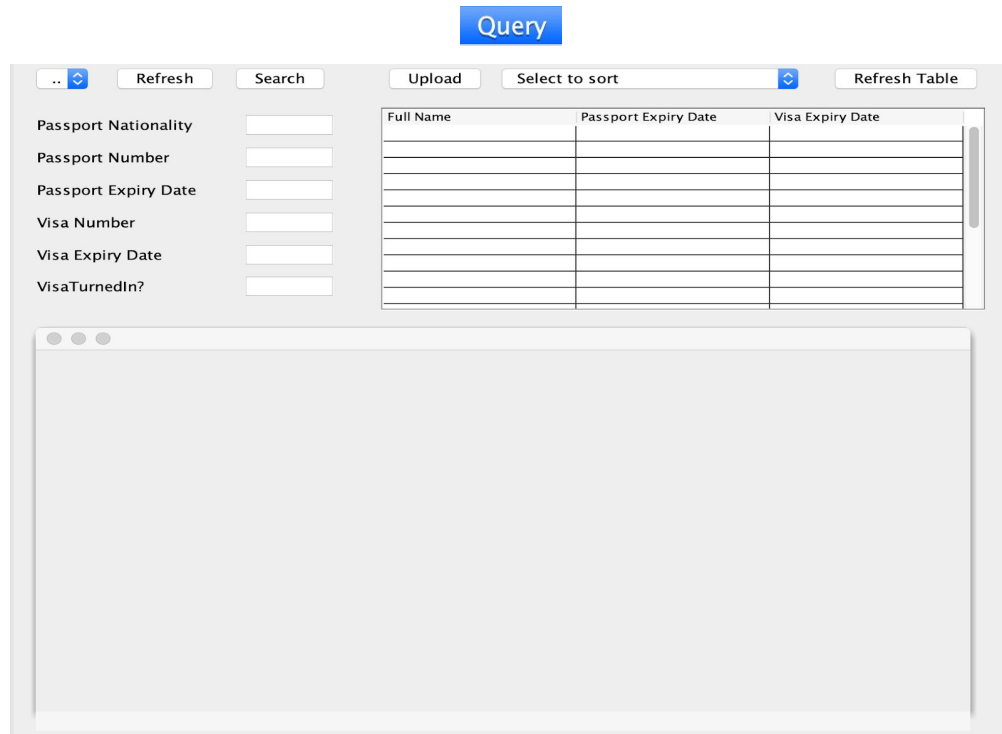 Query
.. Refresh Search Upload Select to sort Refresh Table
Full Name Passport Expiry Date Visa Expiry Date
Passport Nationality
Passport Number
Passport Expiry Date
Visa Number
Visa Expiry Date
VisaTurnedIn?